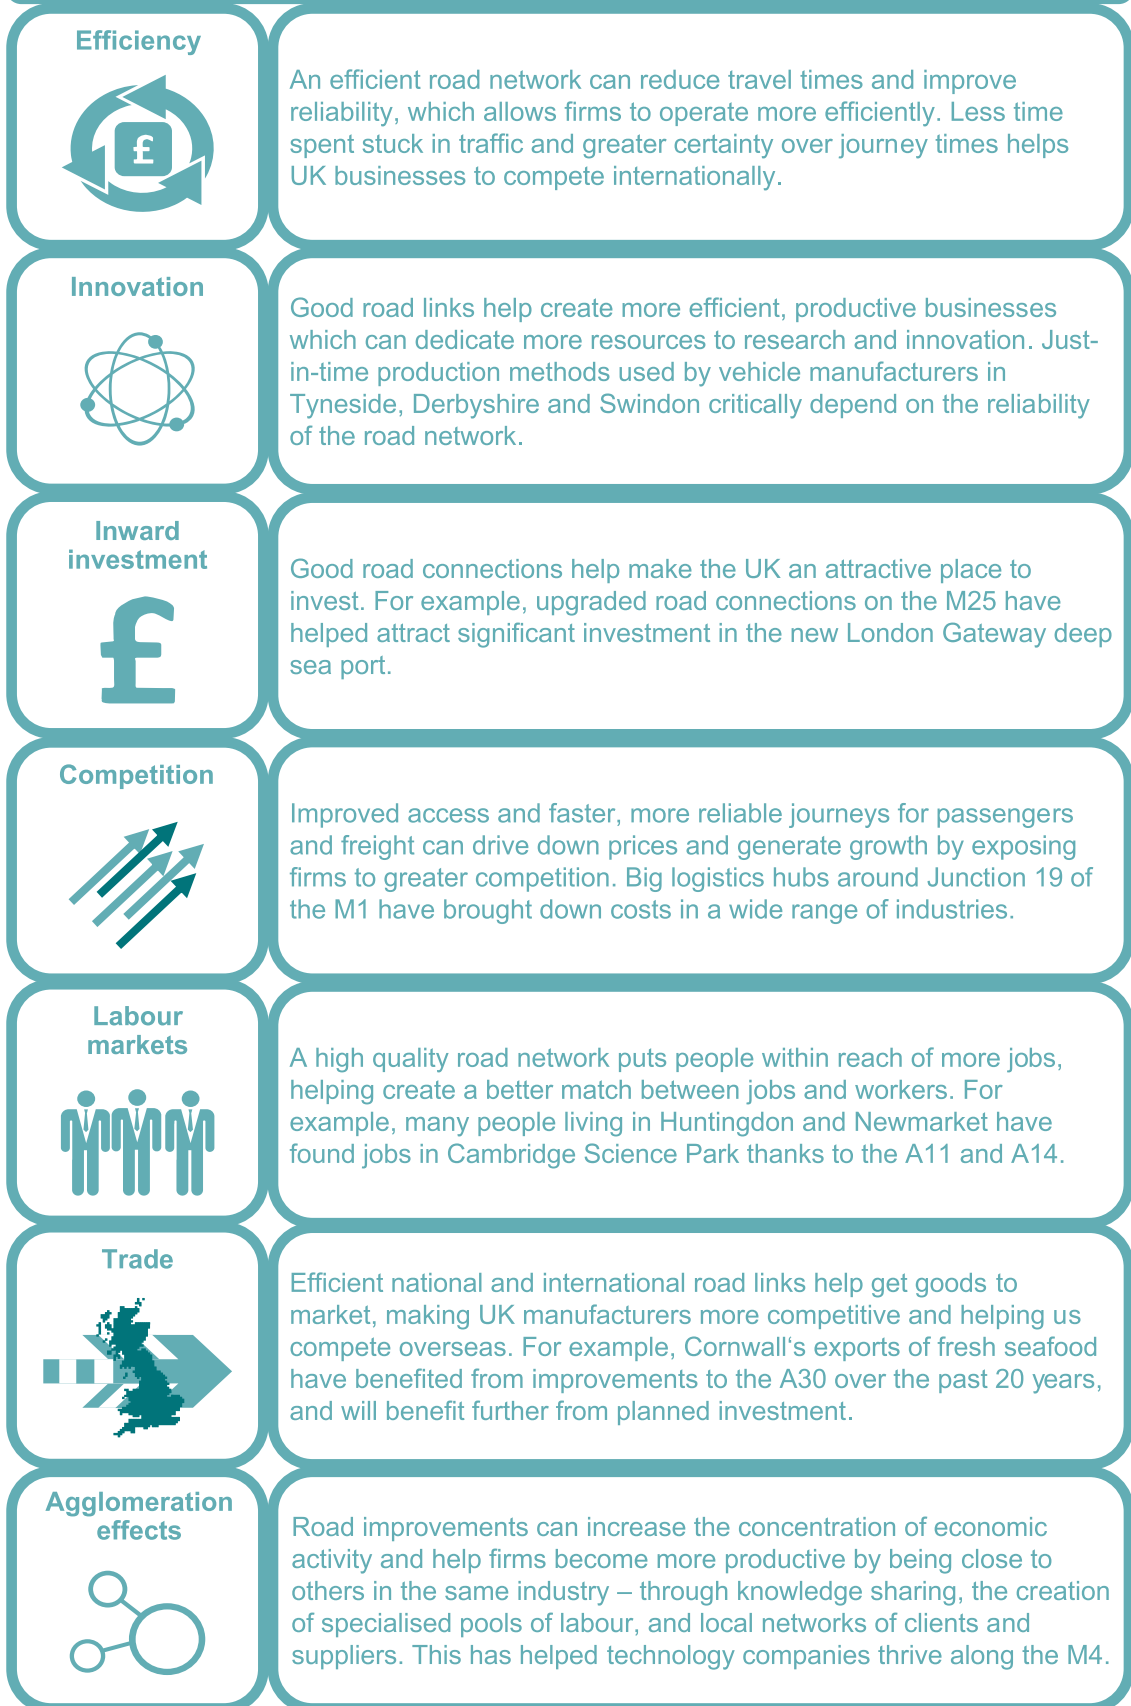 Efficiency
£
An efficient road network can reduce travel times and improve
reliability, which allows firms to operate more efficiently. Less time
spent stuck in traffic and greater certainty over journey times helps
UK businesses to compete internationally.
Innovation
Good road links help create more efficient, productive businesses
which can dedicate more resources to research and innovation. Just-
in-time production methods used by vehicle manufacturers in
Tyneside, Derbyshire and Swindon critically depend on the reliability
of the road network.
Inward
investment
£
Good road connections help make the UK an attractive place to
invest. For example, upgraded road connections on the M25 have
helped attract significant investment in the new London Gateway deep
sea port.
Competition
Improved access and faster, more reliable journeys for passengers
and freight can drive down prices and generate growth by exposing
firms to greater competition. Big logistics hubs around Junction 19 of
the M1 have brought down costs in a wide range of industries.
Labour
markets
A high quality road network puts people within reach of more jobs,
helping create a better match between jobs and workers. For
example, many people living in Huntingdon and Newmarket have
found jobs in Cambridge Science Park thanks to the A11 and A14.
Trade
Efficient national and international road links help get goods to
market, making UK manufacturers more competitive and helping us
compete overseas. For example, Cornwall‘s exports of fresh seafood
have benefited from improvements to the A30 over the past 20 years,
and will benefit further from planned investment.
Agglomeration
effects
Road improvements can increase the concentration of economic
activity and help firms become more productive by being close to
others in the same industry – through knowledge sharing, the creation
of specialised pools of labour, and local networks of clients and
suppliers. This has helped technology companies thrive along the M4.